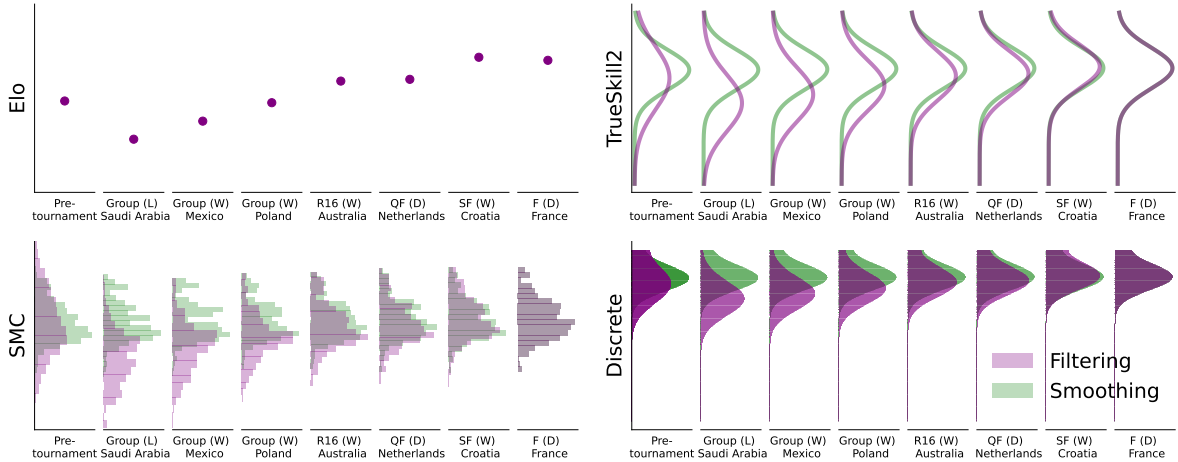 Elo
Pre-
tournament
Group (L)
Saudi Arabia
Group (W)
Mexico
Group (W)
Poland
R16 (W)
Australia
QF (D)
Netherlands
SF (W)
Croatia
F (D)
France
TrueSkill2
Pre-
tournament
Group (L)
Saudi Arabia
Group (W)
Mexico
Group (W)
Poland
R16 (W)
Australia
QF (D)
Netherlands
SF (W)
Croatia
F (D)
France
SMC
Pre-
tournament
Group (L)
Saudi Arabia
Group (W)
Mexico
Group (W)
Poland
R16 (W)
Australia
QF (D)
Netherlands
SF (W)
Croatia
F (D)
France
Discrete
Filtering
Smoothing
Pre-
tournament
Group (L)
Saudi Arabia
Group (W)
Mexico
Group (W)
Poland
R16 (W)
Australia
QF (D)
Netherlands
SF (W)
Croatia
F (D)
France